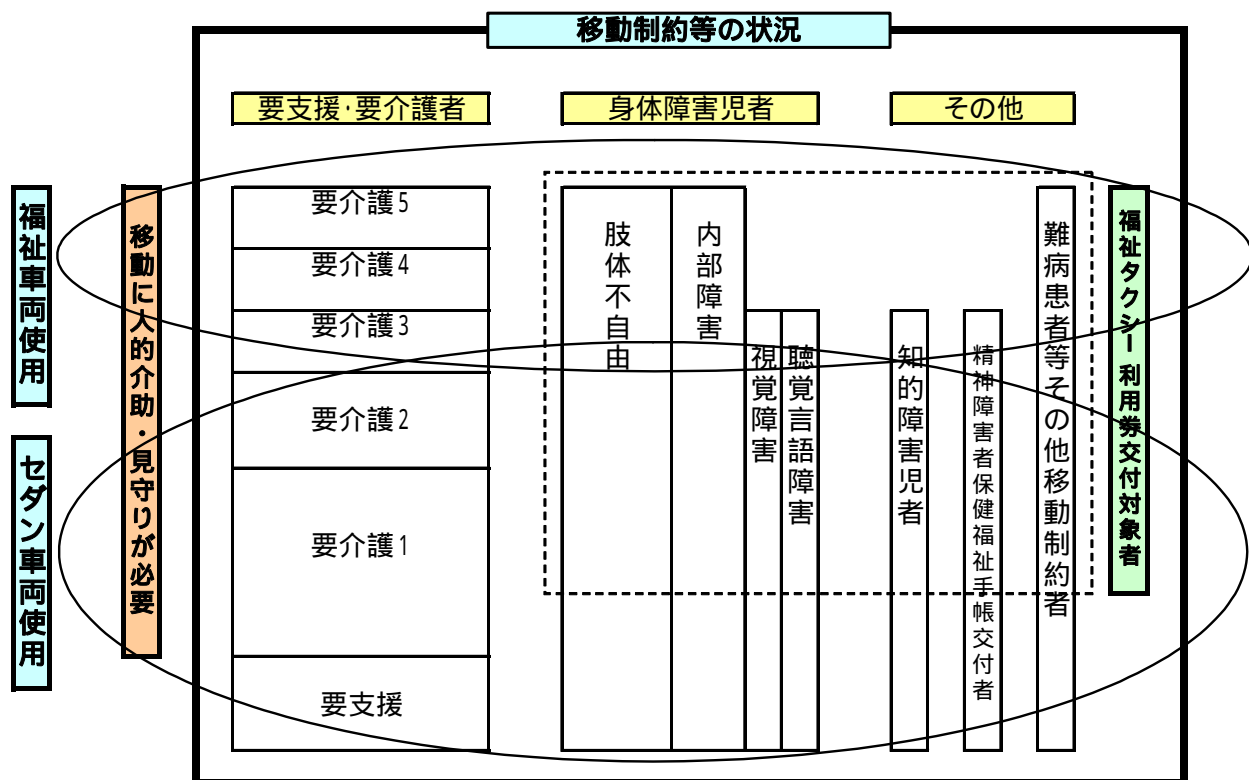 移動制約等の状況
要支援・要介護者
身体障害児者
その他
福祉車両使用
セダン車両使用
移動に人的介助・見守りが必要
要介護5
要介護4
要介護3
要介護2
要介護1
要支援
肢体不自由
内部障害
視覚障害
聴覚言語障害
知的障害児者
精神障害者保健福祉手帳交付者
難病患者等その他移動制約者
福祉タクシー利用券交付対象者